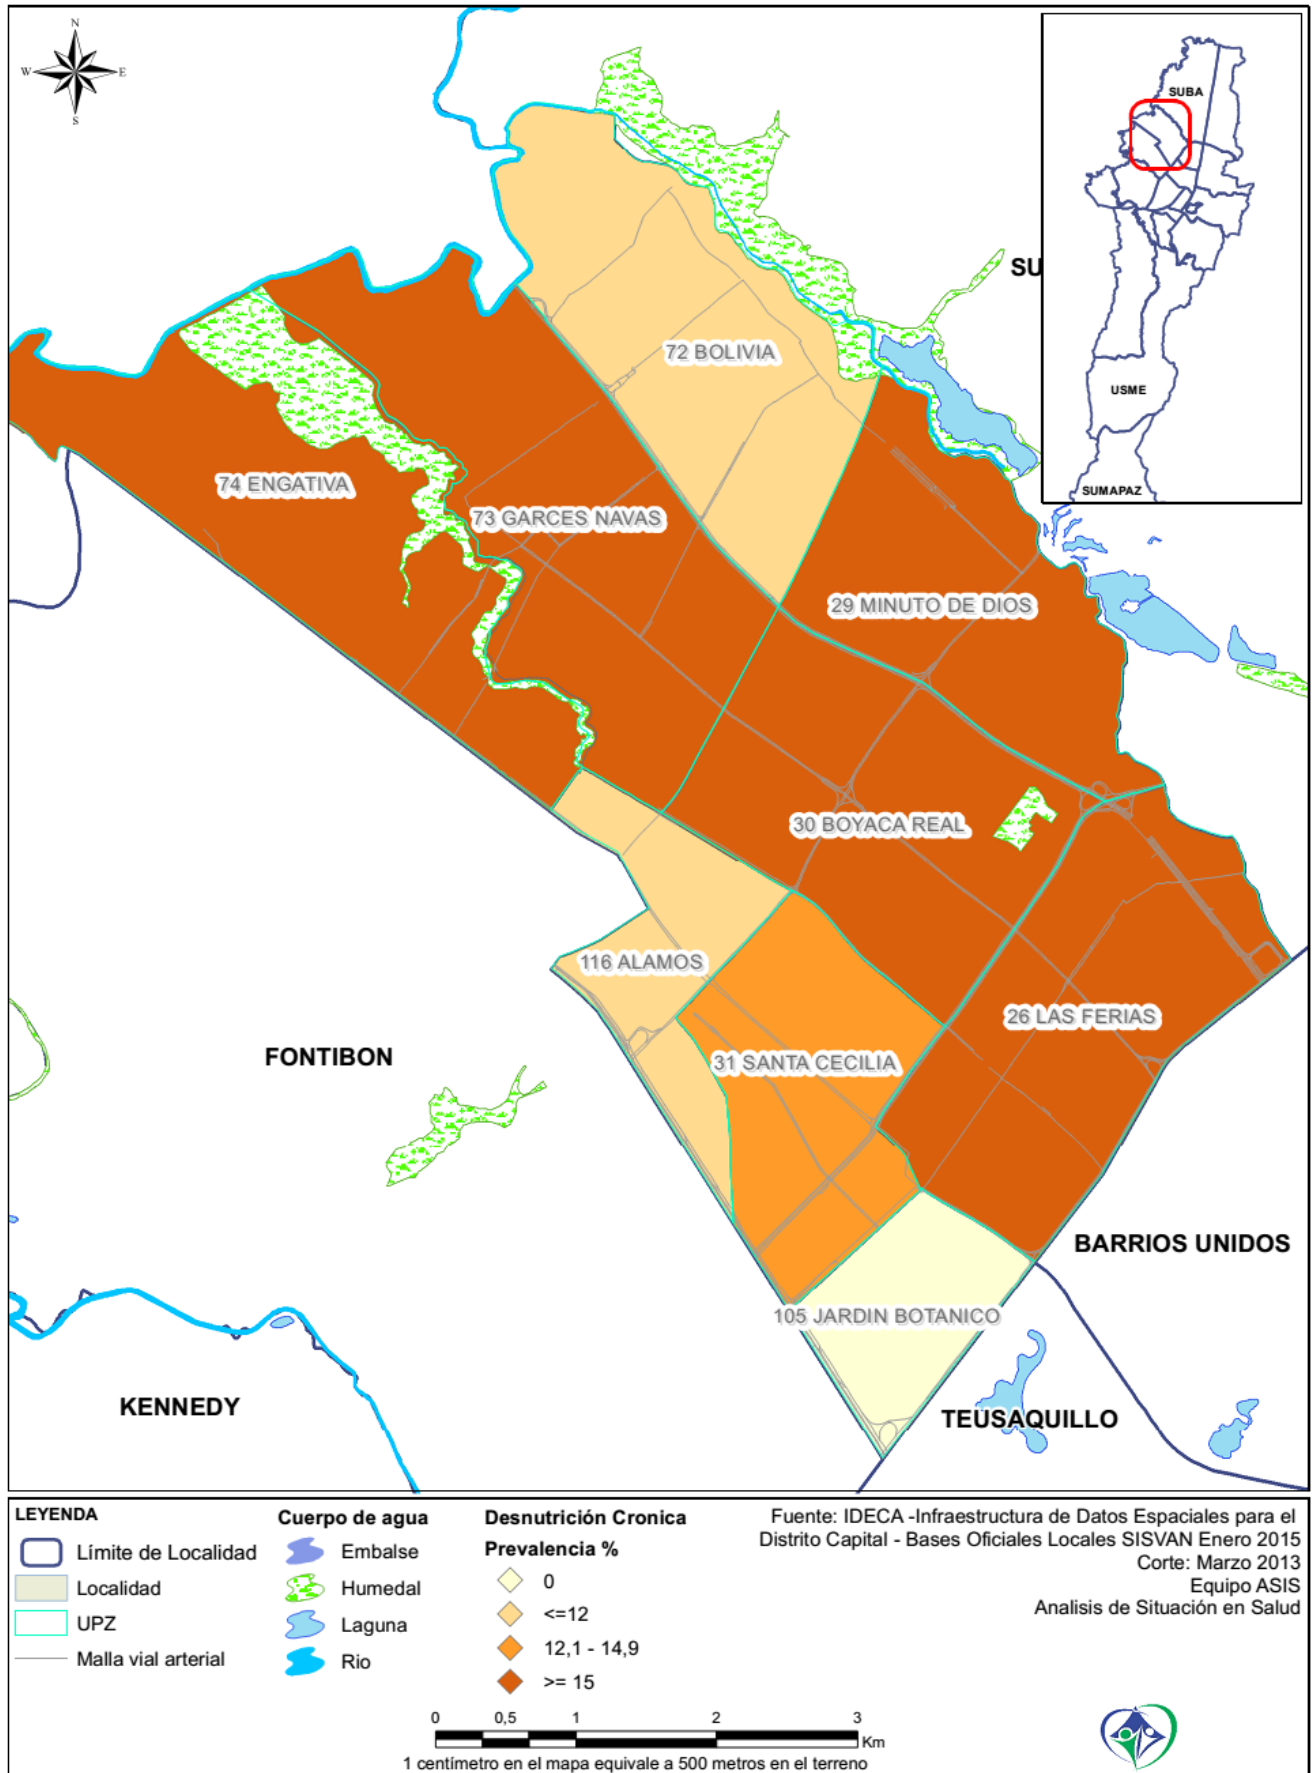 N
W
E
S
SUBA
USME
SUMAPAZ
SU
72 BOLIVIA
74 ENGATIVA
73 GARCES NAVAS
29 MINUTO DE DIOS
30 BOYACA REAL
116 ALAMOS
26 LAS FERIAS
31 SANTA CECILIA
FONTIBON
BARRIOS UNIDOS
105 JARDIN BOTANICO
KENNEDY
TEUSAQUILLO
LEYENDA
Límite de Localidad
Localidad
UPZ
Malla vial arterial
Cuerpo de agua
Embalse
Humedal
Laguna
Rio
Desnutrición Cronica
Prevalencia %
0
<=12
12,1 - 14,9
>= 15
Fuente: IDECA -Infraestructura de Datos Espaciales para el
Distrito Capital - Bases Oficiales Locales SISVAN Enero 2015
Corte: Marzo 2013
Equipo ASIS
Analisis de Situación en Salud
0 0,5 1 2 3
Km
1 centímetro en el mapa equivale a 500 metros en el terreno